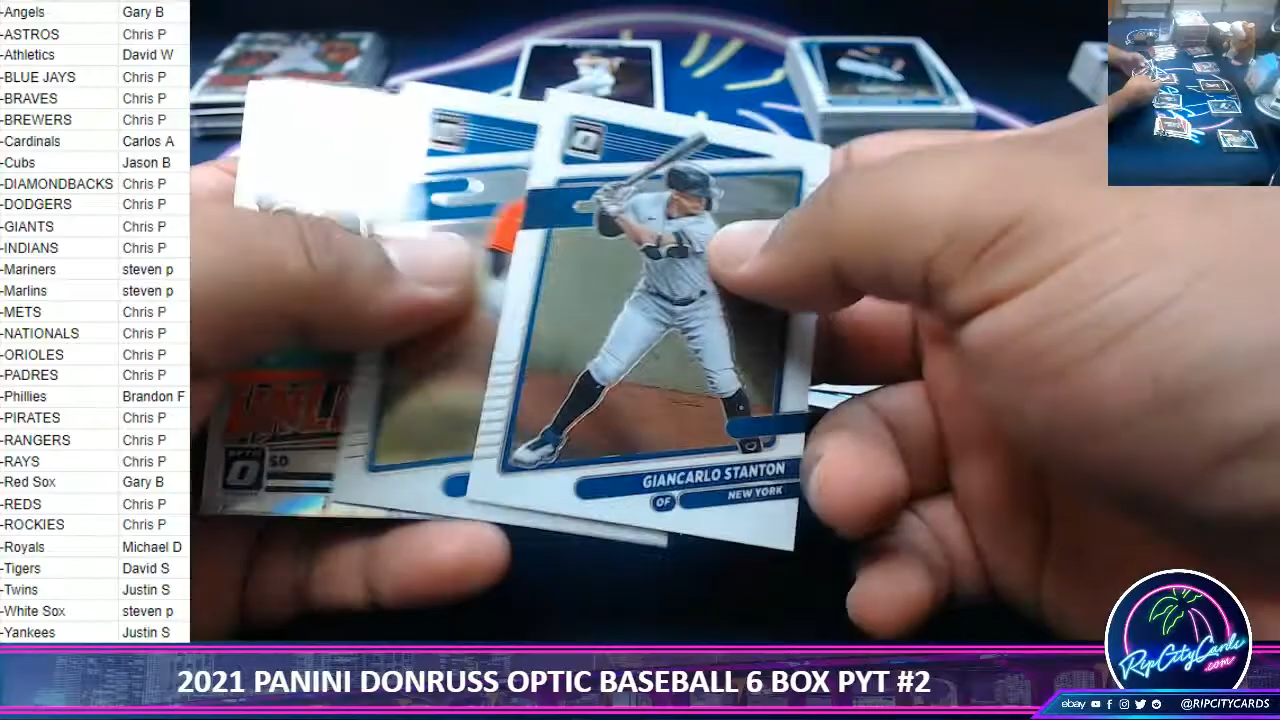 -Angels Gary B
-ASTROS Chris P
-Athletics David W
-BLUE JAYS Chris P
-BRAVES Chris P
-BREWERS Chris P
-Cardinals Carlos A
-Cubs Jason B
-DIAMONDBACKS Chris P
-DODGERS Chris P
-GIANTS Chris P
-INDIANS Chris P
-Mariners steven p
-Marlins steven p
-METS Chris P
-NATIONALS Chris P
-ORIOLES Chris P
-PADRES Chris P
-Phillies Brandon F
-PIRATES Chris P
-RANGERS Chris P
-RAYS Chris P
-Red Sox Gary B
-REDS Chris P
-ROCKIES Chris P
-Royals Michael D
-Tigers David S
-Twins Justin S
-White Sox steven p
-Yankees Justin S
GIANCARLO STANTON
OF NEW YORK
RipCityCards
.com
2021 PANINI DONRUSS OPTIC BASEBALL 6 BOX PYT #2
ebay @RIPCITYCARDS